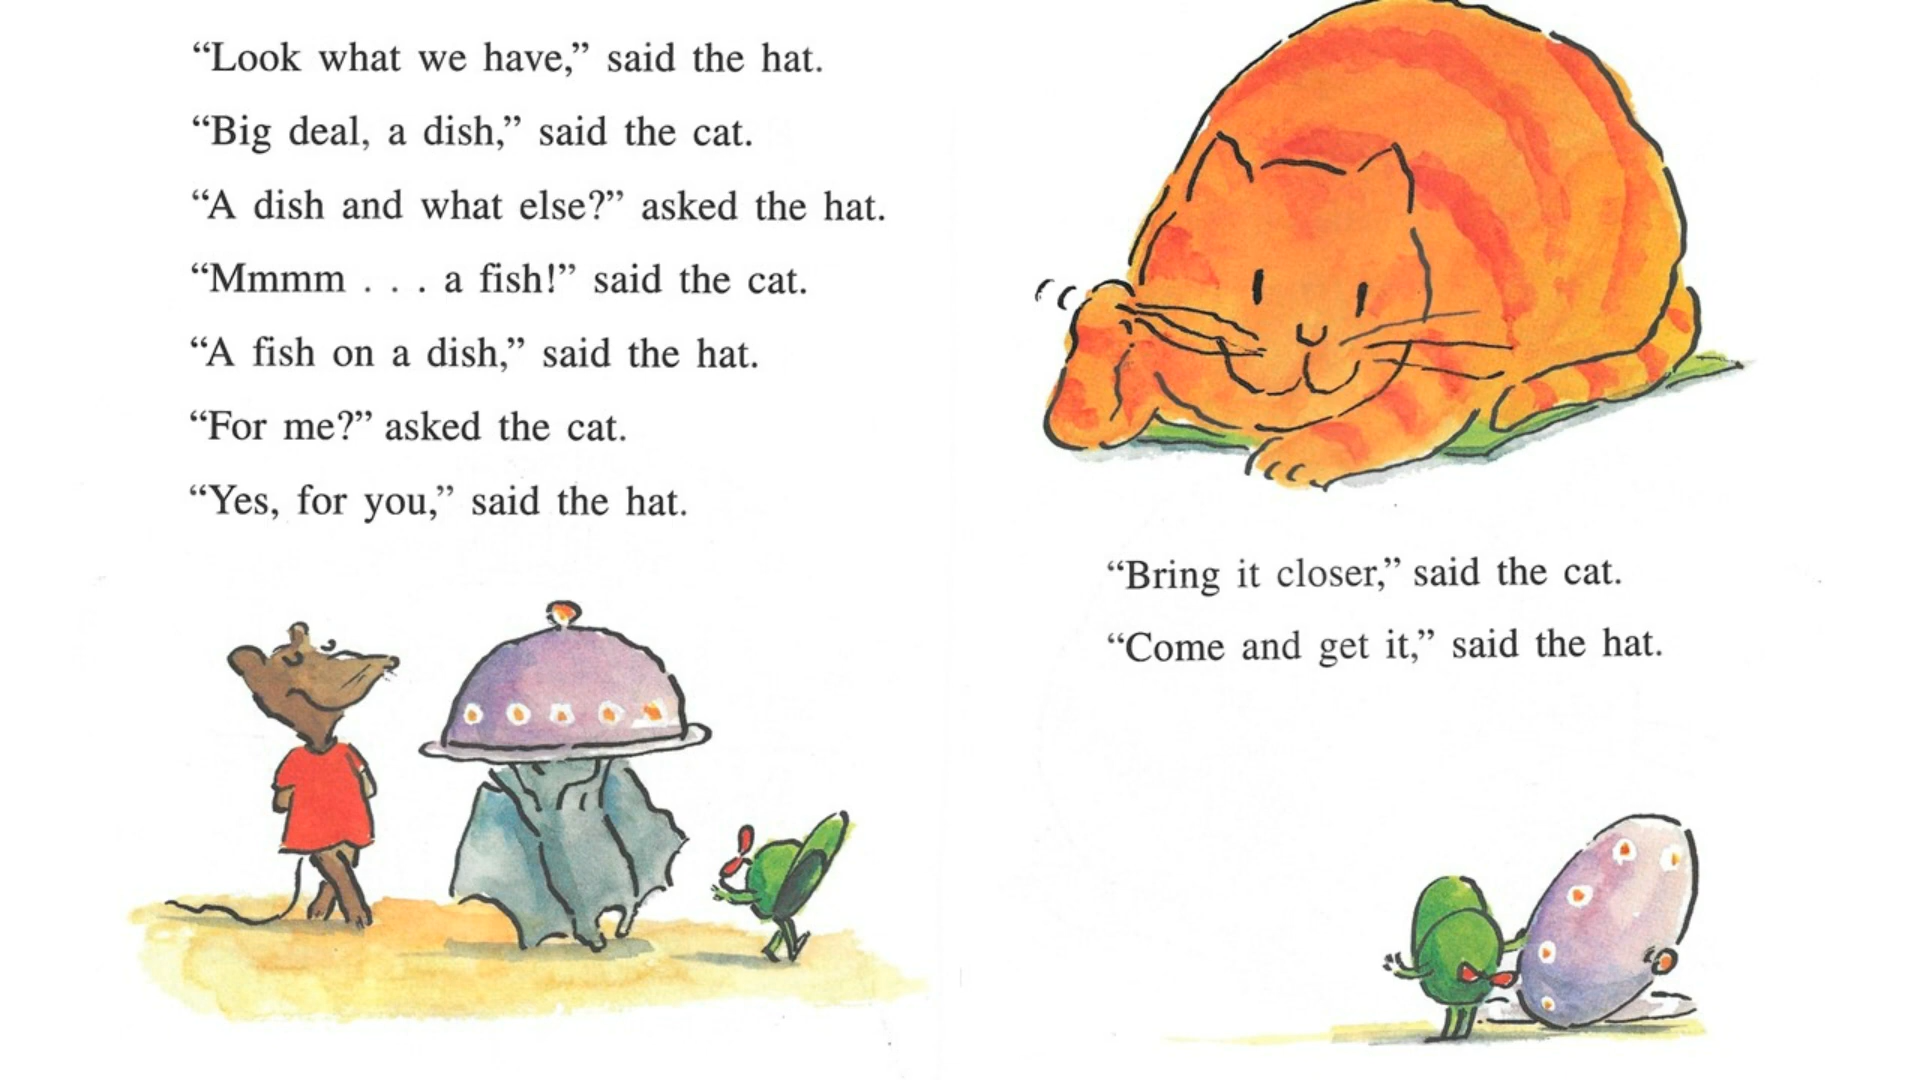 “Look what we have,” said the hat.
“Big deal, a dish,” said the cat.
“A dish and what else?” asked the hat.
“Mmmm . . . a fish!” said the cat.
“A fish on a dish,” said the hat.
“For me?” asked the cat.
“Yes, for you,” said the hat.
“Bring it closer,” said the cat.
“Come and get it,” said the hat.